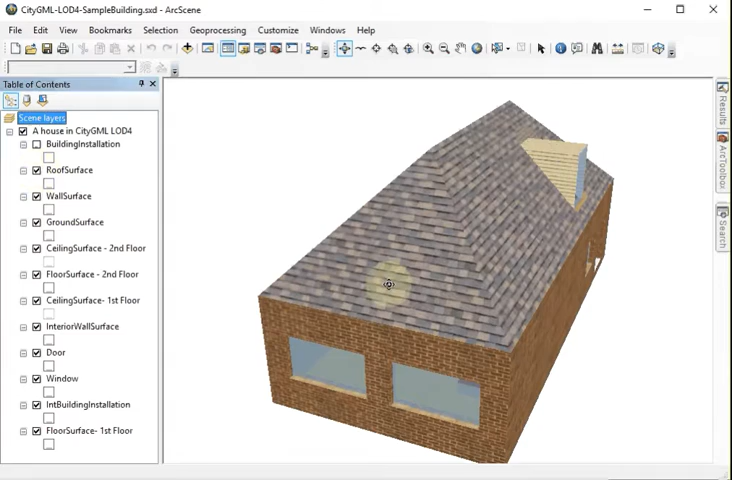 CityGML-LOD4-SampleBuilding.sxd - ArcScene
File Edit View Bookmarks Selection Geoprocessing Customize Windows Help
Table of Contents
Scene layers
A house in CityGML LOD4
BuildingInstallation
RoofSurface
WallSurface
GroundSurface
CeilingSurface - 2nd Floor
FloorSurface - 2nd Floor
CeilingSurface- 1st Floor
InteriorWallSurface
Door
Window
IntBuildingInstallation
FloorSurface- 1st Floor
Results
ArcToolbox
Search